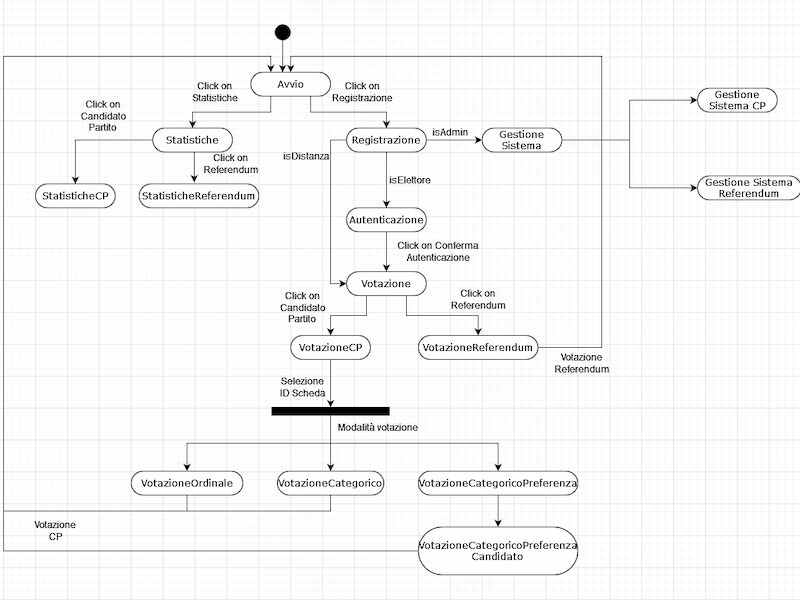 Avvio
Click on
Statistiche
Click on
Registrazione
Click on
Candidato
Partito
Statistiche
Click on
Referendum
StatisticheCP
StatisticheReferendum
Registrazione
isAdmin
Gestione
Sistema
Gestione
Sistema CP
Gestione Sistema
Referendum
isDistanza
isElettore
Autenticazione
Click on Conferma
Autenticazione
Votazione
Click on
Candidato
Partito
Click on
Referendum
VotazioneCP
VotazioneReferendum
Votazione
Referendum
Selezione
ID Scheda
Modalità votazione
VotazioneOrdinale
VotazioneCategorico
VotazioneCategoricoPreferenza
Votazione
CP
VotazioneCategoricoPreferenza
Candidato